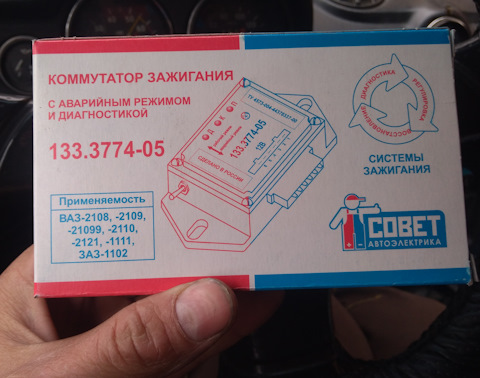 КОММУТАТОР ЗАЖИГАНИЯ
С АВАРИЙНЫМ РЕЖИМОМ
И ДИАГНОСТИКОЙ
133.3774-05
Применяемость
ВАЗ-2108, -2109,
-21099, -2110,
-2121, -1111,
ЗАЗ-1102
Д К П
133.3774-05
12В
СДЕЛАНО В РОССИИ
ДИАГНОСТИКА
РЕГУЛИРОВКА
ВОССТАНОВЛЕНИЕ
СИСТЕМЫ
ЗАЖИГАНИЯ
СОВЕТ
АВТОЭЛЕКТРИКА